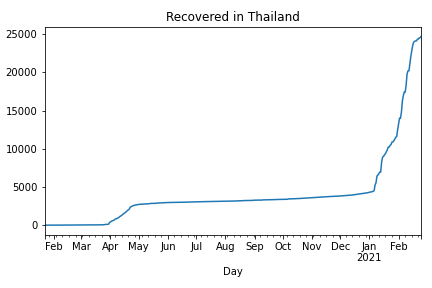 Recovered in Thailand
25000
20000
15000
10000
5000
0
Feb Mar Apr May Jun Jul Aug Sep Oct Nov Dec Jan Feb
2021
Day